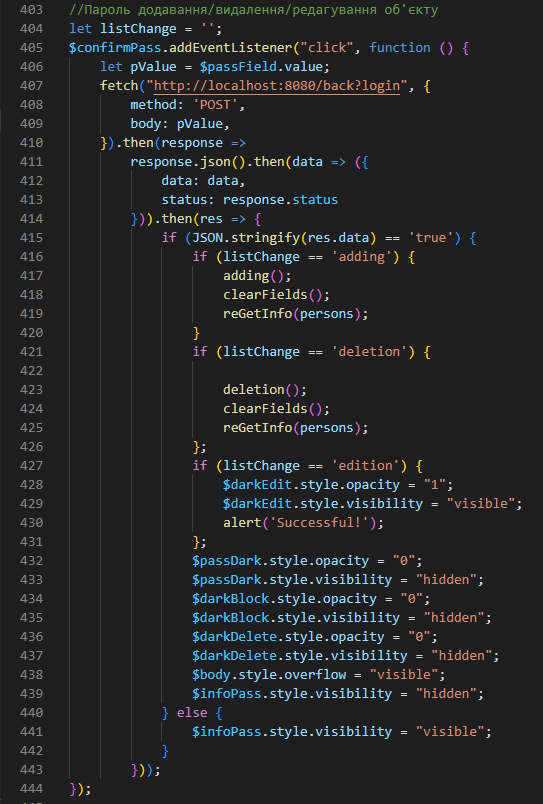 403 //Пароль додавання/видалення/редагування об'єкту
404 let listChange = '';
405 $confirmPass.addEventListener("click", function () {
406     let pValue = $passField.value;
407     fetch("http://localhost:8080/back?login", {
408         method: 'POST',
409         body: pValue,
410     }).then(response =>
411         response.json().then(data => ({
412             data: data,
413             status: response.status
414         })).then(res => {
415             if (JSON.stringify(res.data) == 'true') {
416                 if (listChange == 'adding') {
417                     adding();
418                     clearFields();
419                     reGetInfo(persons);
420                 }
421                 if (listChange == 'deletion') {
422
423                     deletion();
424                     clearFields();
425                     reGetInfo(persons);
426                 };
427                 if (listChange == 'edition') {
428                     $darkEdit.style.opacity = "1";
429                     $darkEdit.style.visibility = "visible";
430                     alert('Successful!');
431                 };
432                 $passDark.style.opacity = "0";
433                 $passDark.style.visibility = "hidden";
434                 $darkBlock.style.opacity = "0";
435                 $darkBlock.style.visibility = "hidden";
436                 $darkDelete.style.opacity = "0";
437                 $darkDelete.style.visibility = "hidden";
438                 $body.style.overflow = "visible";
439                 $infoPass.style.visibility = "hidden";
440             } else {
441                 $infoPass.style.visibility = "visible";
442             }
443         }));
444 });